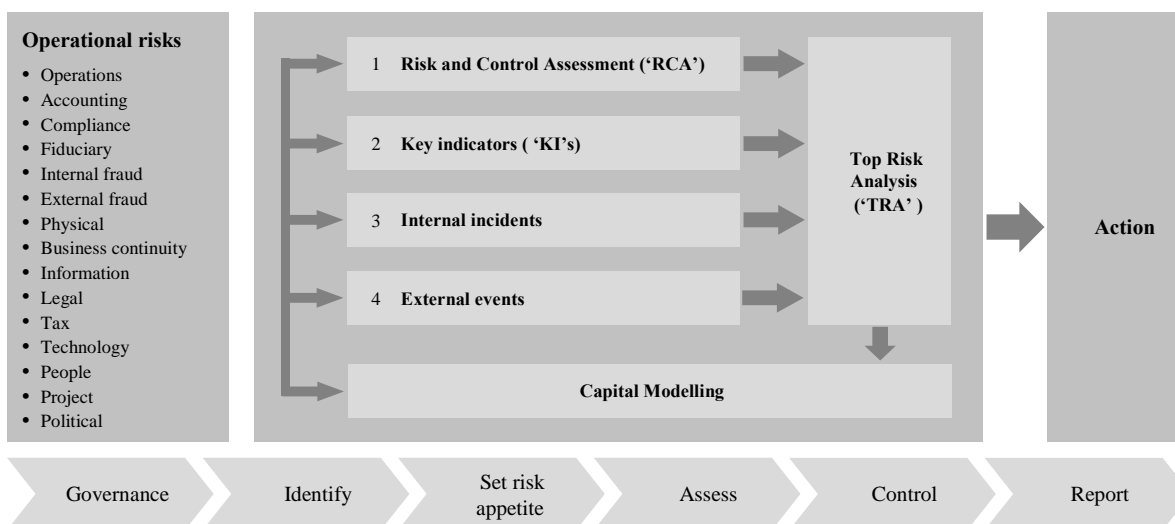 Operational risks
• Operations
• Accounting
• Compliance
• Fiduciary
• Internal fraud
• External fraud
• Physical
• Business continuity
• Information
• Legal
• Tax
• Technology
• People
• Project
• Political
1 Risk and Control Assessment (‘RCA’)
2 Key indicators ( ‘KI’s)
3 Internal incidents
4 External events
Top Risk
Analysis
(‘TRA’ )
Capital Modelling
Action
Governance
Identify
Set risk
appetite
Assess
Control
Report